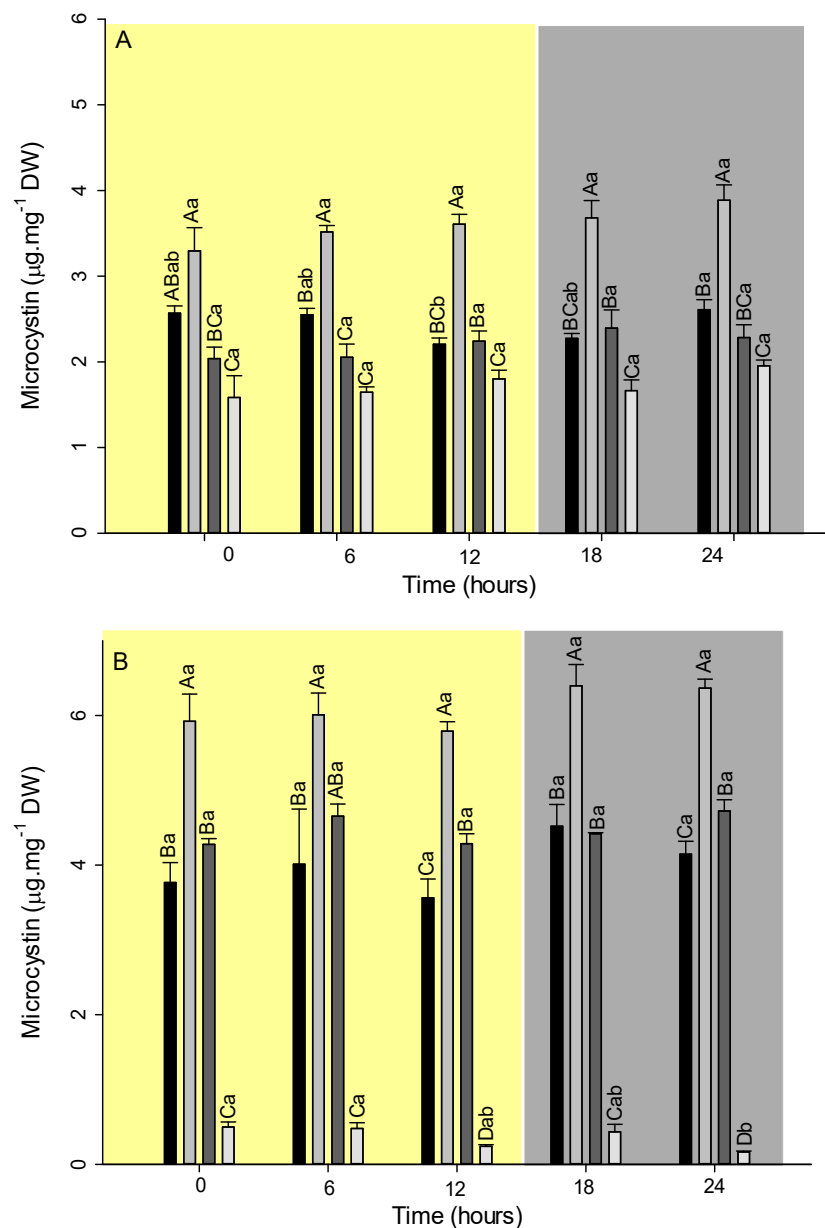 A
Microcystin (μg.mg⁻¹ DW)
6
5
4
3
2
1
0
ABab Aa BCa Ca
Bab Aa Ca Ca
BCb Aa Ba Ca
BCab Aa Ba Ca
Ba Aa BCa Ca
0 6 12 18 24
Time (hours)
B
Microcystin (μg.mg⁻¹ DW)
6
4
2
0
Ba Aa Ba Ca
Ba Aa ABa Ca
Ca Aa Ba Dab
Ba Aa Ba Cab
Ca Aa Ba Db
0 6 12 18 24
Time (hours)